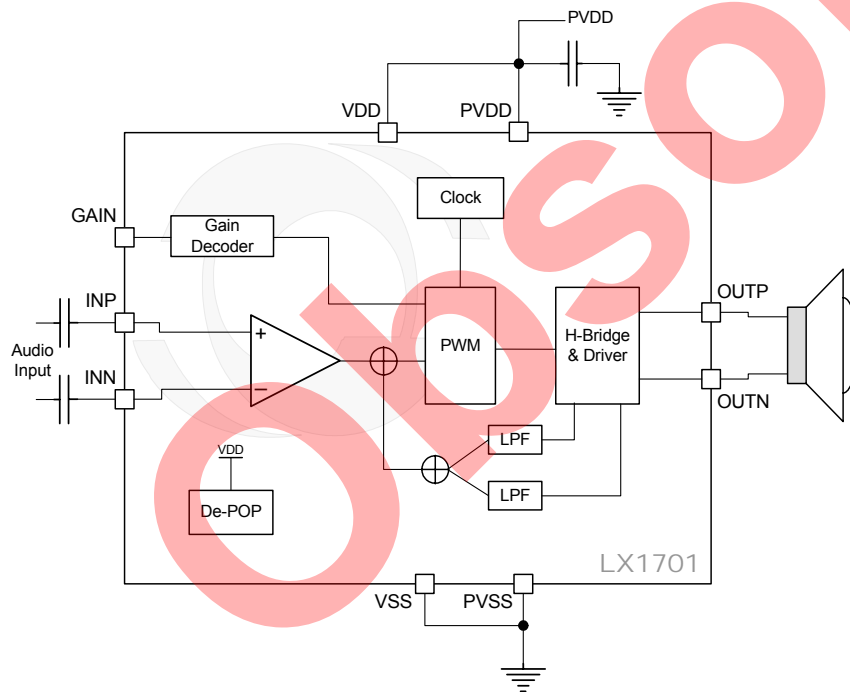 PVDD
VDD
PVDD
Clock
GAIN
Gain
Decoder
INP
OUTP
+
PWM
H-Bridge
& Driver
Audio
Input
INN
−
OUTN
LPF
VDD
LPF
De-POP
LX1701
VSS
PVSS
Obso